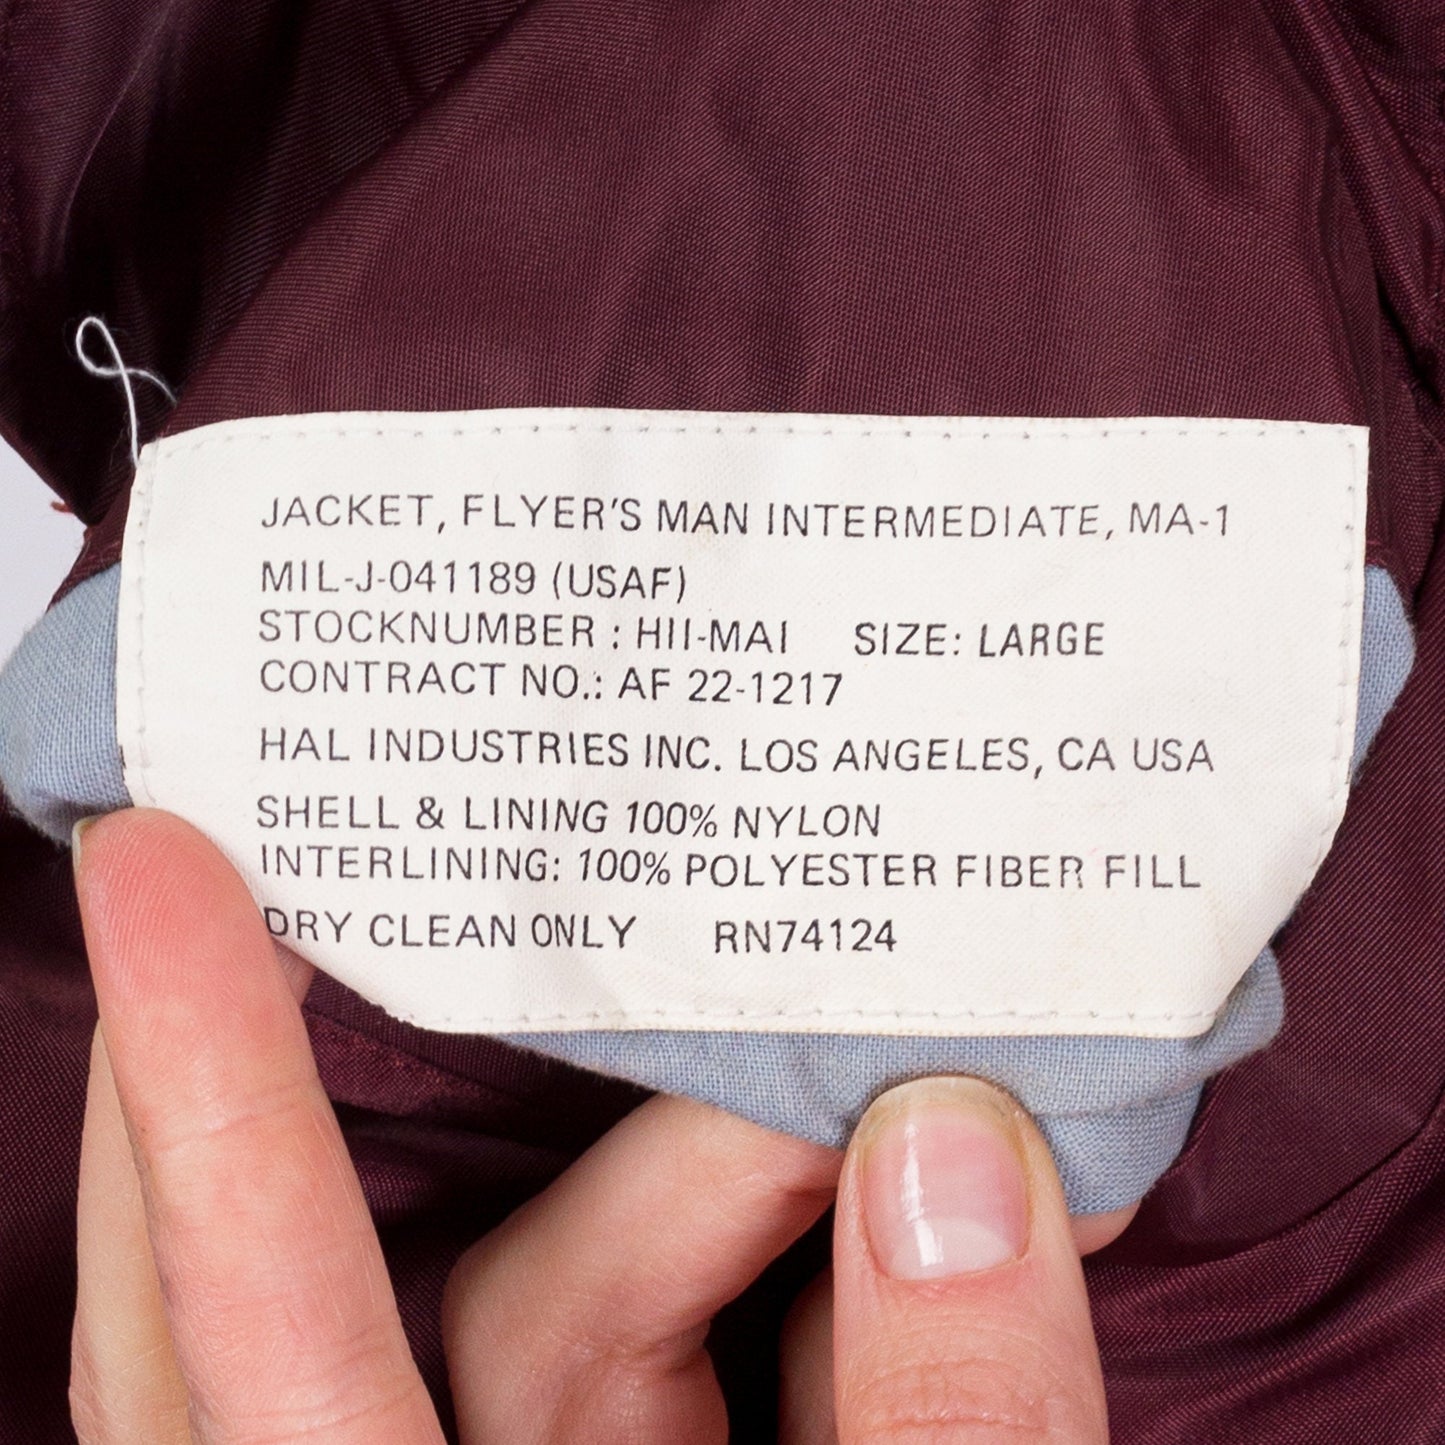 JACKET, FLYER'S MAN INTERMEDIATE, MA-1
MIL-J-041189 (USAF)
STOCKNUMBER : HII-MAI SIZE: LARGE
CONTRACT NO.: AF 22-1217
HAL INDUSTRIES INC. LOS ANGELES, CA USA
SHELL & LINING 100% NYLON
INTERLINING: 100% POLYESTER FIBER FILL
DRY CLEAN ONLY RN74124